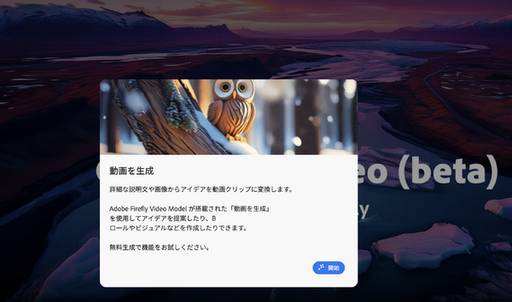 動画を生成
詳細な説明文や画像からアイデアを動画クリップに変換します。
Adobe Firefly Video Model が搭載された「動画を生成」
を使用してアイデアを提案したり、B
ロールやビジュアルなどを作成したりできます。
無料生成で機能をお試しください。
開始
eo (beta)
y